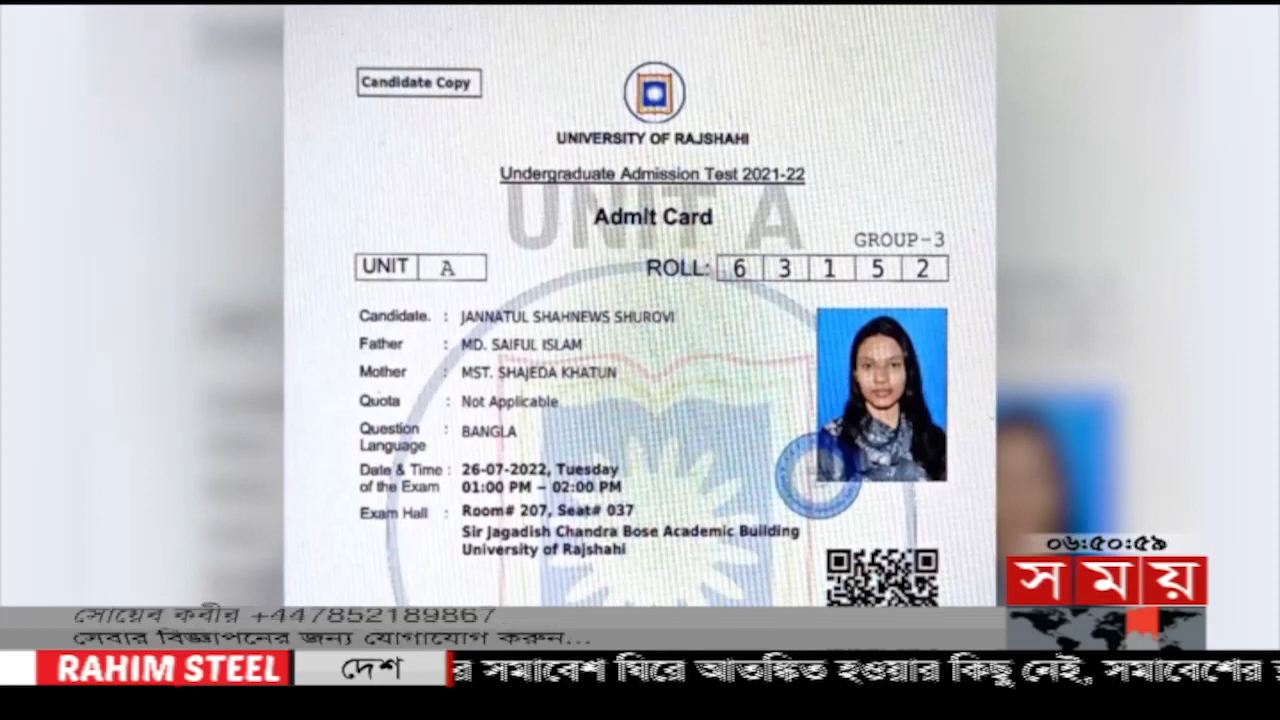 Candidate Copy
UNIVERSITY OF RAJSHAHI
Undergraduate Admission Test 2021-22
UNIT A
Admit Card
GROUP-3
UNIT A
ROLL: 6 3 1 5 2
Candidate. : JANNATUL SHAHNEWS SHUROVI
Father : MD. SAIFUL ISLAM
Mother : MST. SHAJEDA KHATUN
Quota : Not Applicable
Question Language : BANGLA
Date & Time of the Exam : 26-07-2022, Tuesday
01:00 PM – 02:00 PM
Exam Hall : Room# 207, Seat# 037
Sir Jagadish Chandra Bose Academic Building
University of Rajshahi
০৬:৫০:৫৯
সময়
সোয়েব কবীর +447852189867
সেবার বিজ্ঞাপনের জন্য যোগাযোগ করুন...
RAHIM STEEL
দেশ
র সমাবেশ ঘিরে আতঙ্কিত হওয়ার কিছু নেই, সমাবেশের